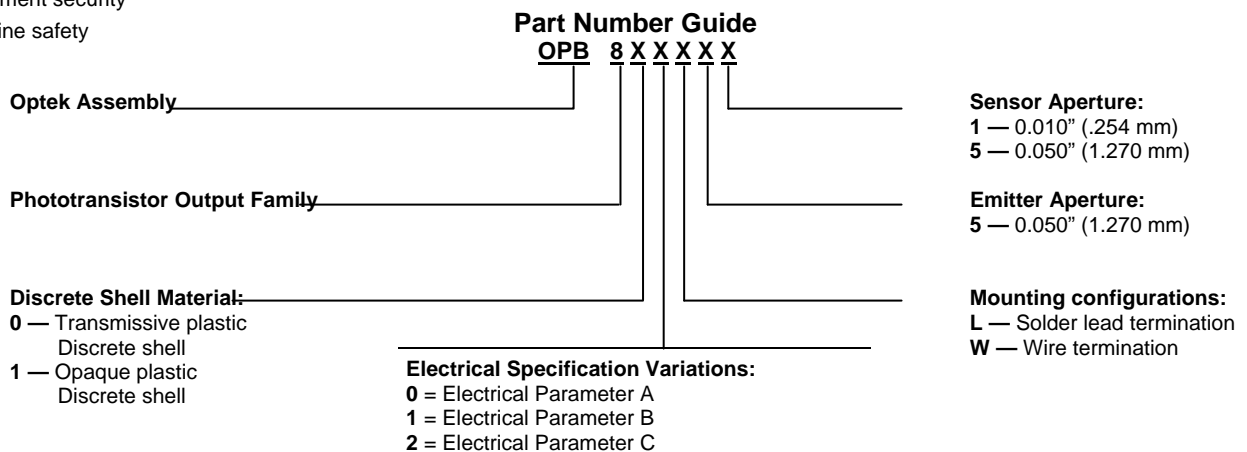 ment security
ine safety
Part Number Guide
OPB 8 X X X X X
Optek Assembly
Phototransistor Output Family
Discrete Shell Material:
0 — Transmissive plastic
Discrete shell
1 — Opaque plastic
Discrete shell
Electrical Specification Variations:
0 = Electrical Parameter A
1 = Electrical Parameter B
2 = Electrical Parameter C
Sensor Aperture:
1 — 0.010” (.254 mm)
5 — 0.050” (1.270 mm)
Emitter Aperture:
5 — 0.050” (1.270 mm)
Mounting configurations:
L — Solder lead termination
W — Wire termination